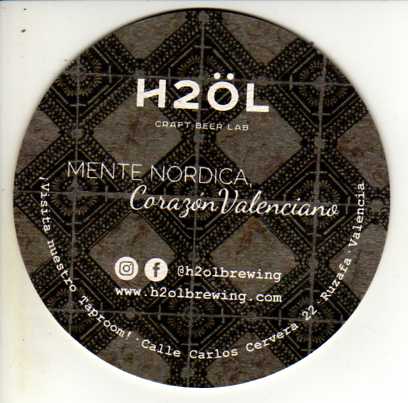 H2ÖL
CRAFT BEER LAB
MENTE NÓRDICA,
Corazón Valenciano
@h2olbrewing
www.h2olbrewing.com
¡Visita nuestro Taproom! · Calle Carlos Cervera 22. Ruzafa Valencia